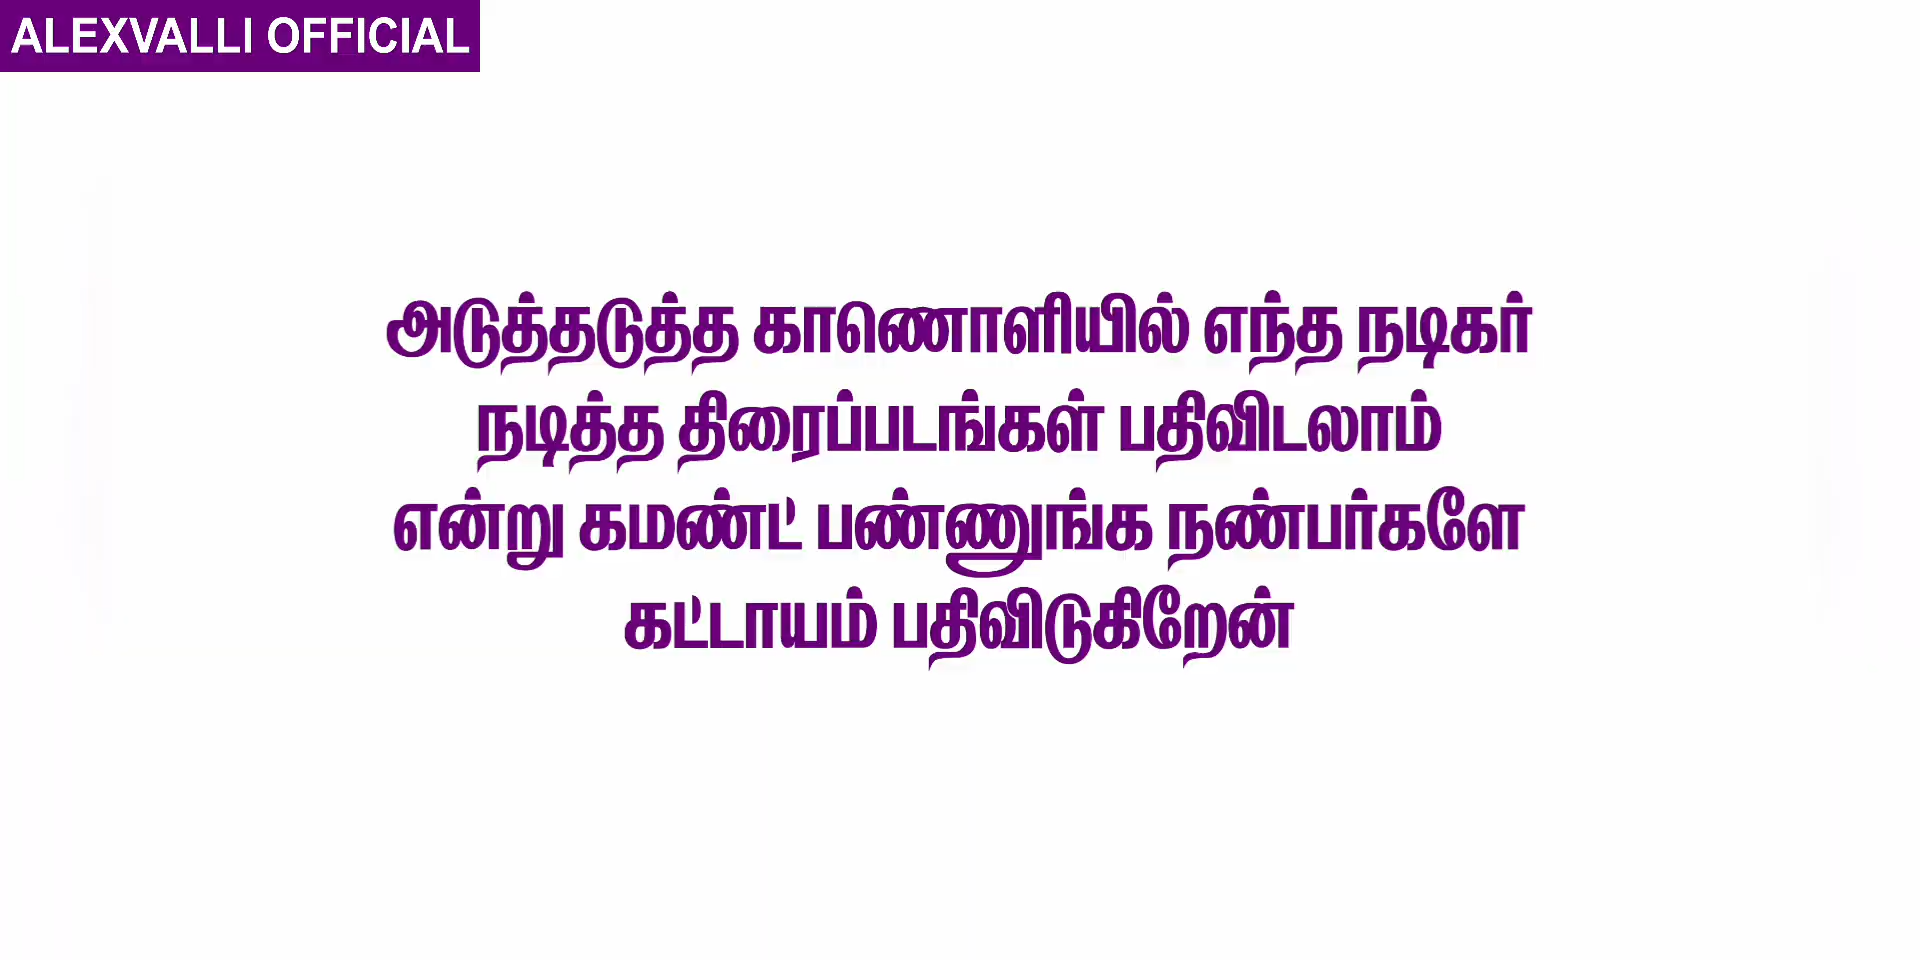 ALEXVALLI OFFICIAL
அடுத்தடுத்த காணொளியில் எந்த நடிகர்
நடித்த திரைப்படங்கள் பதிவிடலாம்
என்று கமண்ட் பண்ணுங்க நண்பர்களே
கட்டாயம் பதிவிடுகிறேன்